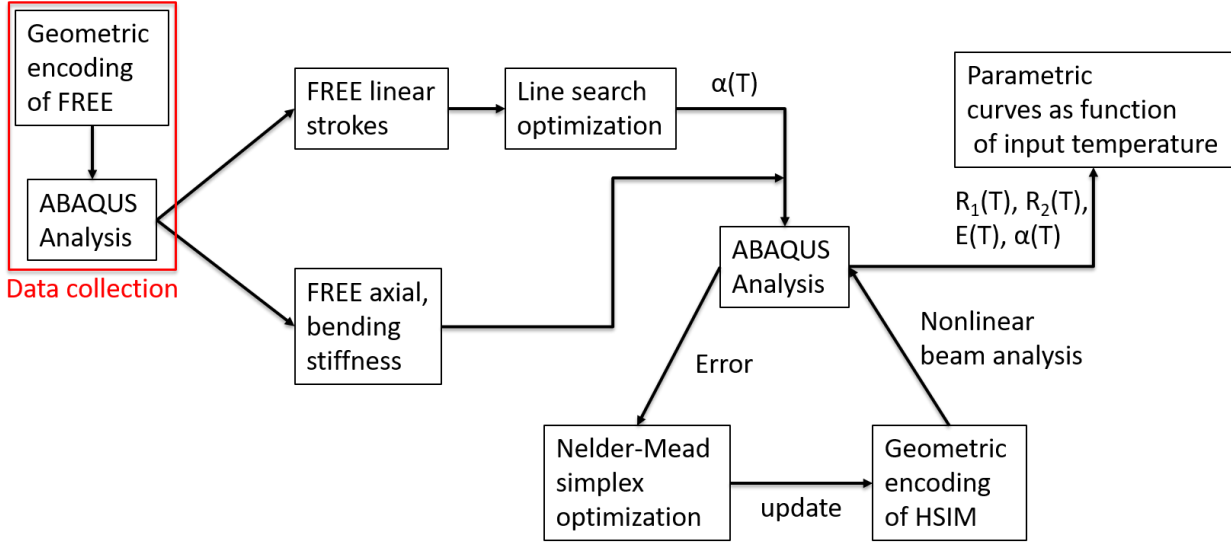 Geometric
encoding
of FREE
ABAQUS
Analysis
Data collection
FREE linear
strokes
Line search
optimization
α(T)
FREE axial,
bending
stiffness
ABAQUS
Analysis
Parametric
curves as function
of input temperature
R₁(T), R₂(T),
E(T), α(T)
Error
Nonlinear
beam analysis
Nelder-Mead
simplex
optimization
update
Geometric
encoding
of HSIM